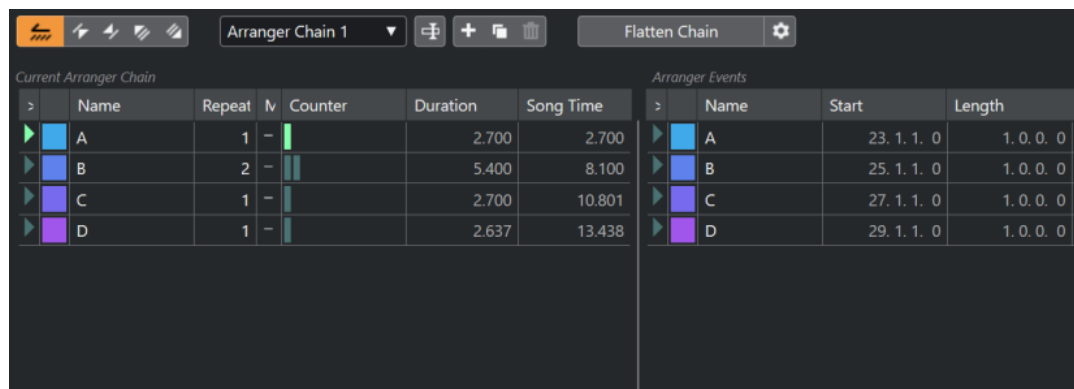 Arranger Chain 1 Flatten Chain
Current Arranger Chain Arranger Events
Name Repeat M Counter Duration Song Time Name Start Length
A 1 – 2.700 2.700 A 23. 1. 1. 0 1. 0. 0. 0
B 2 – 5.400 8.100 B 25. 1. 1. 0 1. 0. 0. 0
C 1 – 2.700 10.801 C 27. 1. 1. 0 1. 0. 0. 0
D 1 – 2.637 13.438 D 29. 1. 1. 0 1. 0. 0. 0